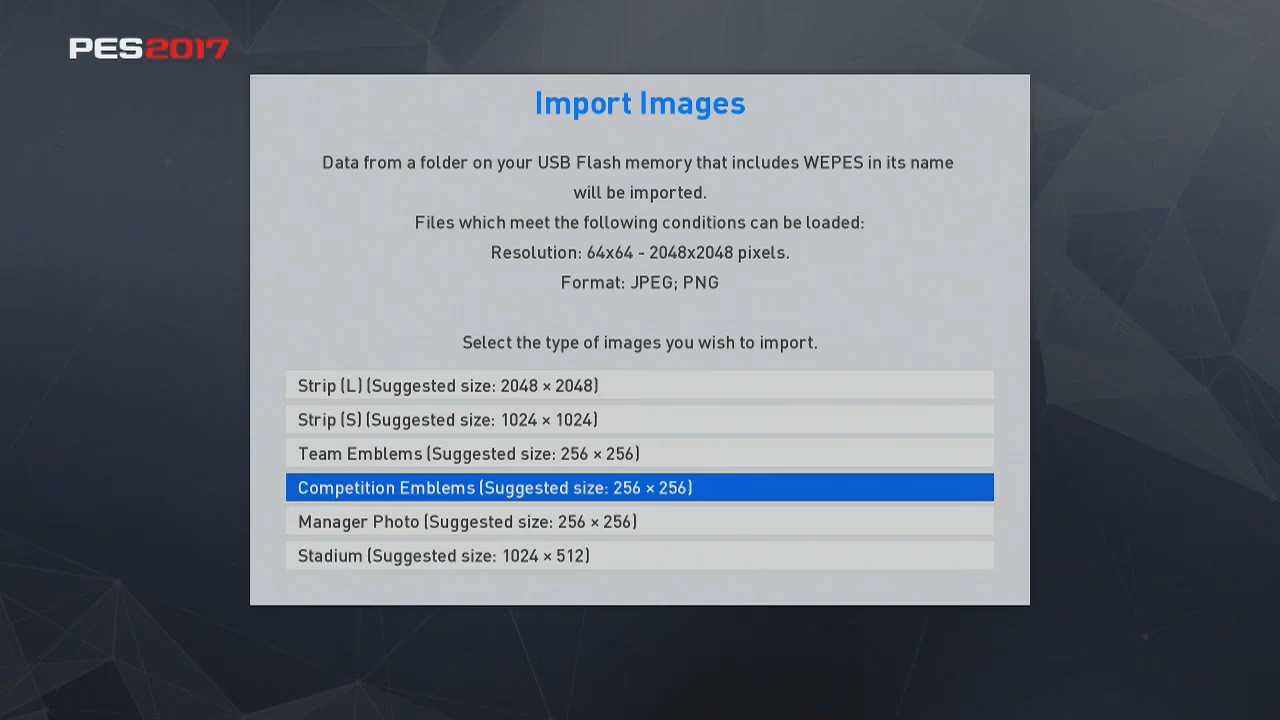 PES2017
Import Images
Data from a folder on your USB Flash memory that includes WEPES in its name
will be imported.
Files which meet the following conditions can be loaded:
Resolution: 64x64 - 2048x2048 pixels.
Format: JPEG; PNG
Select the type of images you wish to import.
Strip (L) (Suggested size: 2048 × 2048)
Strip (S) (Suggested size: 1024 × 1024)
Team Emblems (Suggested size: 256 × 256)
Competition Emblems (Suggested size: 256 × 256)
Manager Photo (Suggested size: 256 × 256)
Stadium (Suggested size: 1024 × 512)